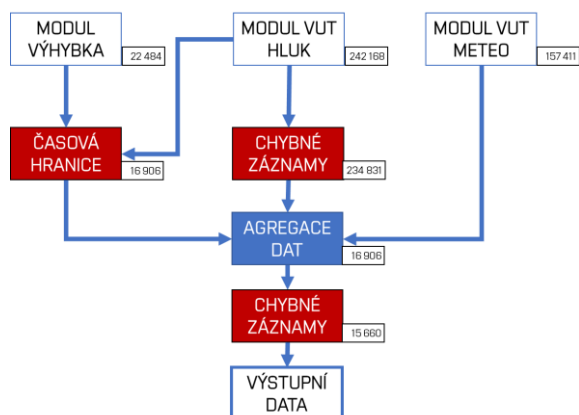 MODUL
VÝHYBKA
22 484
MODUL VUT
HLUK
242 168
MODUL VUT
METEO
157 411
ČASOVÁ
HRANICE
16 906
CHYBNÉ
ZÁZNAMY
234 831
AGREGACE
DAT
16 906
CHYBNÉ
ZÁZNAMY
15 660
VÝSTUPNÍ
DATA